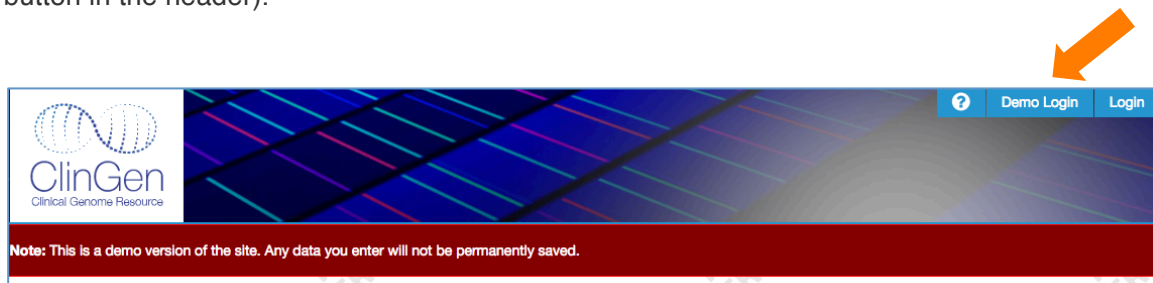 button in the header).
Demo Login Login
ClinGen
Clinical Genome Resource
Note: This is a demo version of the site. Any data you enter will not be permanently saved.